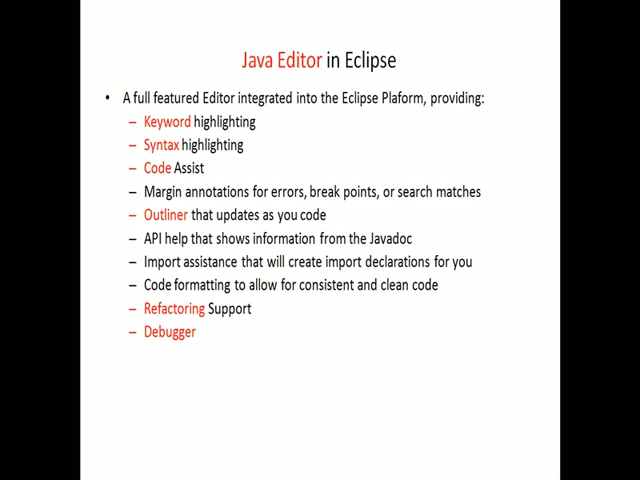 Java Editor in Eclipse
• A full featured Editor integrated into the Eclipse Plaform, providing:
– Keyword highlighting
– Syntax highlighting
– Code Assist
– Margin annotations for errors, break points, or search matches
– Outliner that updates as you code
– API help that shows information from the Javadoc
– Import assistance that will create import declarations for you
– Code formatting to allow for consistent and clean code
– Refactoring Support
– Debugger